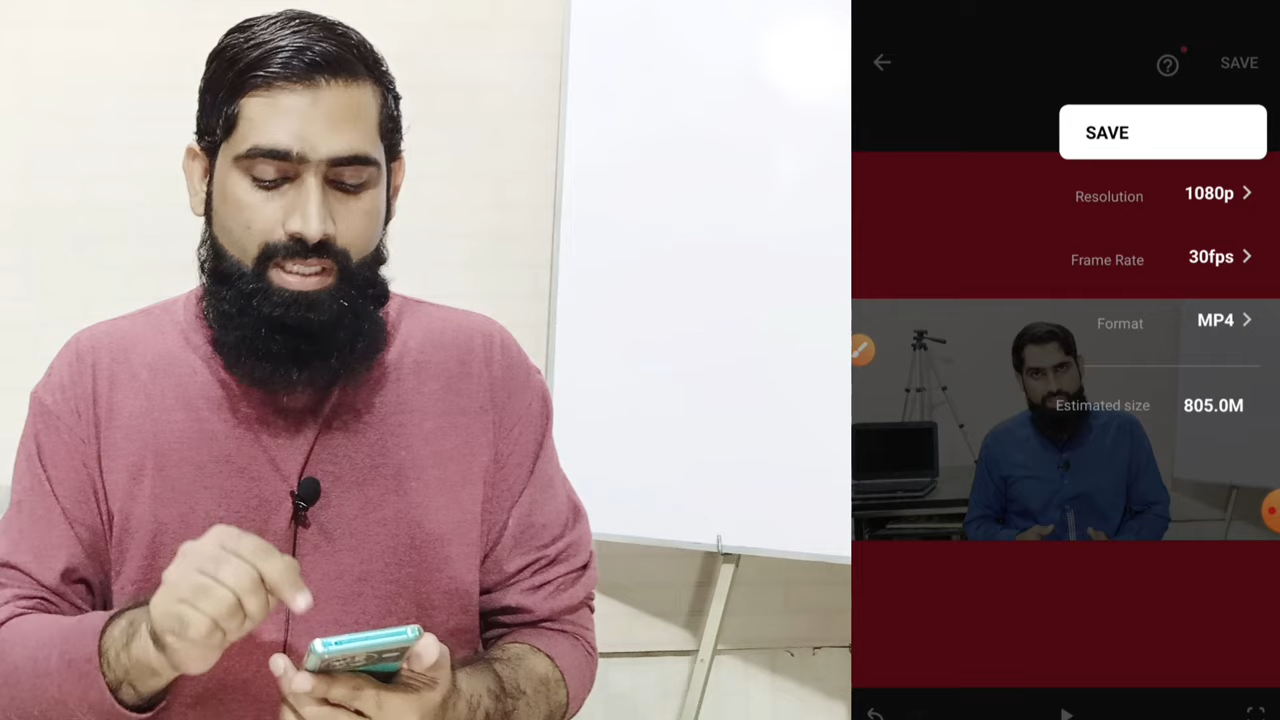 SAVE
SAVE
Resolution 1080p
Frame Rate 30fps
Format MP4
Estimated size 805.0M